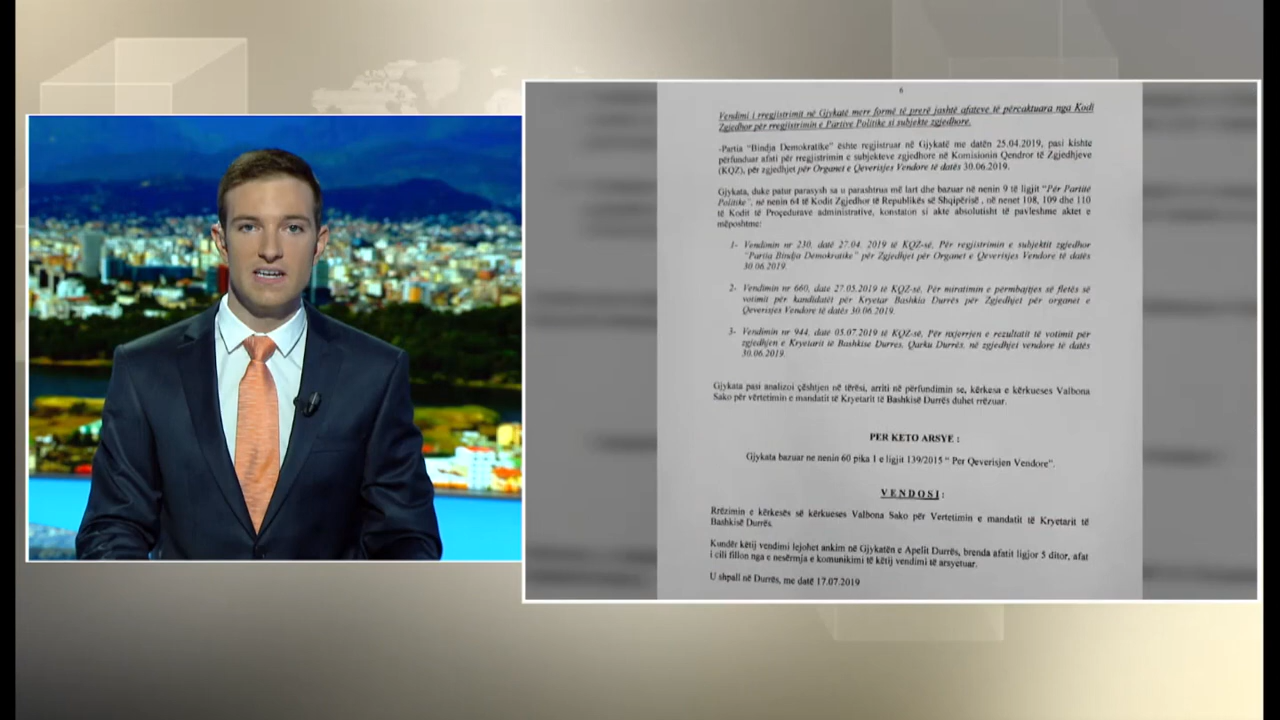 6
Vendimi i rregjistrimit në Gjykatë merr formë të prerë jashtë afateve të përcaktuara nga Kodi
Zgjedhor për rregjistrimin e Partive Politike si subjekte zgjedhore.
-Partia "Bindja Demokratike" ështe regjistruar në Gjykatë me datën 25.04.2019, pasi kishte
përfunduar afati për rregjistrimin e subjekteve zgjedhore në Komisionin Qendror të Zgjedhjeve
(KQZ), për zgjedhjet për Organet e Qeverisjes Vendore të datës 30.06.2019.
Gjykata, duke patur parasysh sa u parashtrua më lart dhe bazuar në nenin 9 të ligjit "Për Partitë
Politike", në nenin 64 të Kodit Zgjedhor të Republikës së Shqipërisë, në nenet 108, 109 dhe 110
të Kodit të Proçedurave administrative, konstaton si akte absolutisht të pavleshme aktet e
mëposhtme:
1- Vendimin nr 230, datë 27.04. 2019 të KQZ-së, Për regjistrimin e subjektit zgjedhor
"Partia Bindja Demokratike" për Zgjedhjet për Organet e Qeverisjes Vendore të datës
30.06.2019.
2- Vendimin nr 660, date 27.05.2019 të KQZ-së. Për miratimin e përmbajtjes së fletës së
votimit për kandidatët për Kryetar Bashkia Durrës për Zgjedhjet për organet e
Qeverisjes Vendore të datës 30.06.2019.
3- Vendimin nr 944, datë 05.07.2019 të KQZ-së, Për nxjerrjen e rezultatit të votimit për
zgjedhjen e Kryetarit të Bashkise Durres, Qarku Durrës, në zgjedhjet vendore të datës
30.06.2019.
Gjykata pasi analizoi çështjen në tërësi, arriti në përfundimin se, kërkesa e kërkueses Valbona
Sako për vërtetimin e mandatit të Kryetarit të Bashkisë Durrës duhet rrëzuar.
PER KETO ARSYE :
Gjykata bazuar ne nenin 60 pika 1 e ligjit 139/2015 " Per Qeverisjen Vendore".
VENDOSI:
Rrëzimin e kërkesës së kërkueses Valbona Sako për Vertetimin e mandatit të Kryetarit të
Bashkisë Durrës.
Kundër këtij vendimi lejohet ankim në Gjykatën e Apelit Durrës, brenda afatit ligjor 5 ditor, afat
i cili fillon nga e nesërmja e komunikimi të këtij vendimi të arsyetuar.
U shpall në Durrës, me datë 17.07.2019